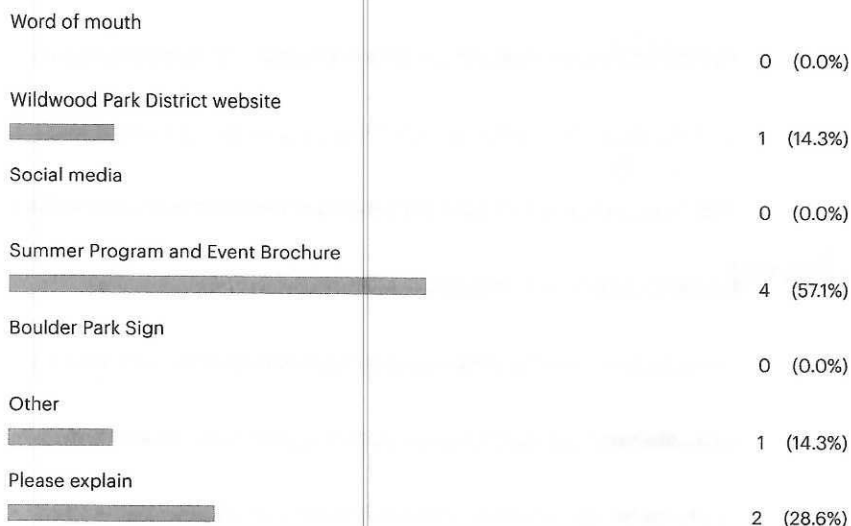 Word of mouth
0 (0.0%)
Wildwood Park District website
1 (14.3%)
Social media
0 (0.0%)
Summer Program and Event Brochure
4 (57.1%)
Boulder Park Sign
0 (0.0%)
Other
1 (14.3%)
Please explain
2 (28.6%)